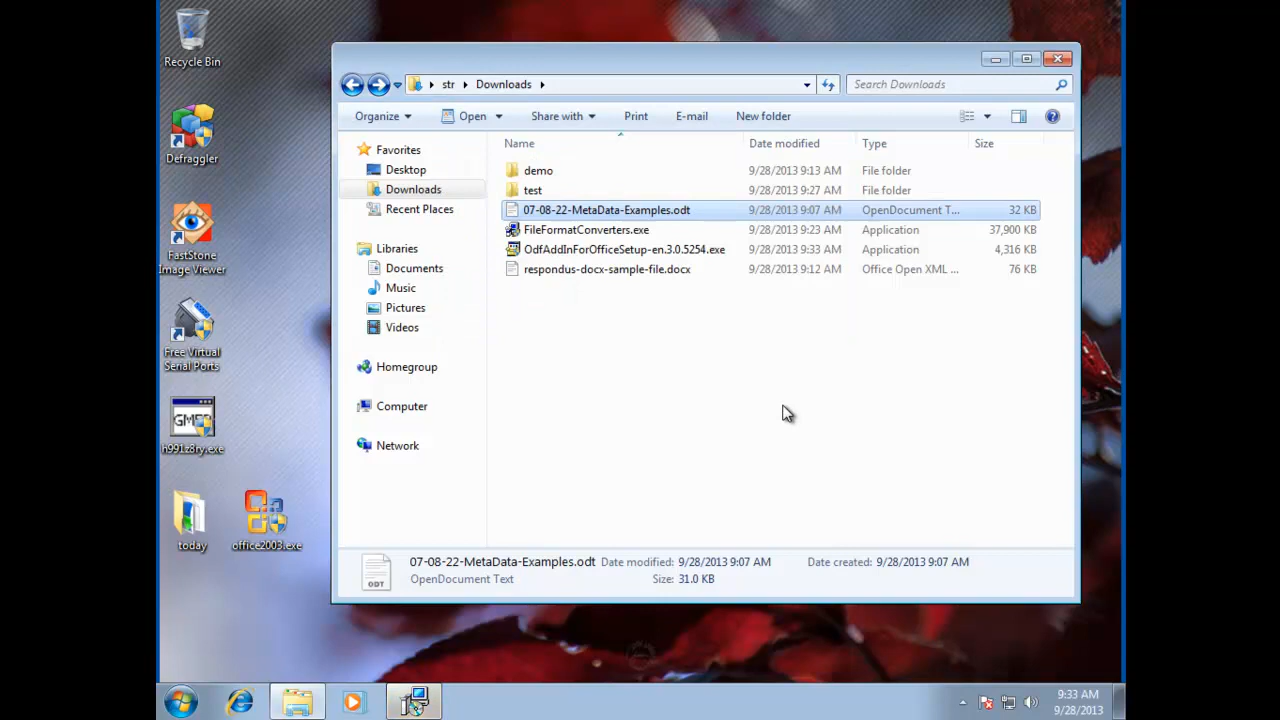 Recycle Bin
Defraggler
FastStone
Image Viewer
Free Virtual
Serial Ports
GMER
h991z8ry.exe
today
office2003.exe
str Downloads
Search Downloads
Organize Open Share with Print E-mail New folder
Favorites
Desktop
Downloads
Recent Places
Libraries
Documents
Music
Pictures
Videos
Homegroup
Computer
Network
Name Date modified Type Size
demo 9/28/2013 9:13 AM File folder
test 9/28/2013 9:27 AM File folder
07-08-22-MetaData-Examples.odt 9/28/2013 9:07 AM OpenDocument T... 32 KB
FileFormatConverters.exe 9/28/2013 9:23 AM Application 37,900 KB
OdfAddInForOfficeSetup-en.3.0.5254.exe 9/28/2013 9:33 AM Application 4,316 KB
respondus-docx-sample-file.docx 9/28/2013 9:12 AM Office Open XML ... 76 KB
ODT
07-08-22-MetaData-Examples.odt Date modified: 9/28/2013 9:07 AM Date created: 9/28/2013 9:07 AM
OpenDocument Text Size: 31.0 KB
9:33 AM
9/28/2013